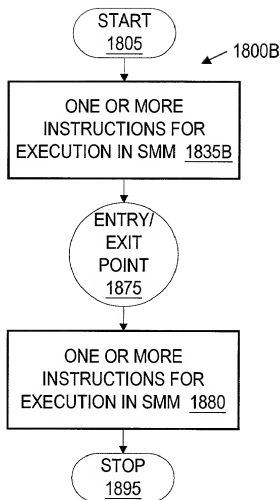 START
1805
1800B
ONE OR MORE
INSTRUCTIONS FOR
EXECUTION IN SMM 1835B
ENTRY/
EXIT
POINT
1875
ONE OR MORE
INSTRUCTIONS FOR
EXECUTION IN SMM 1880
STOP
1895